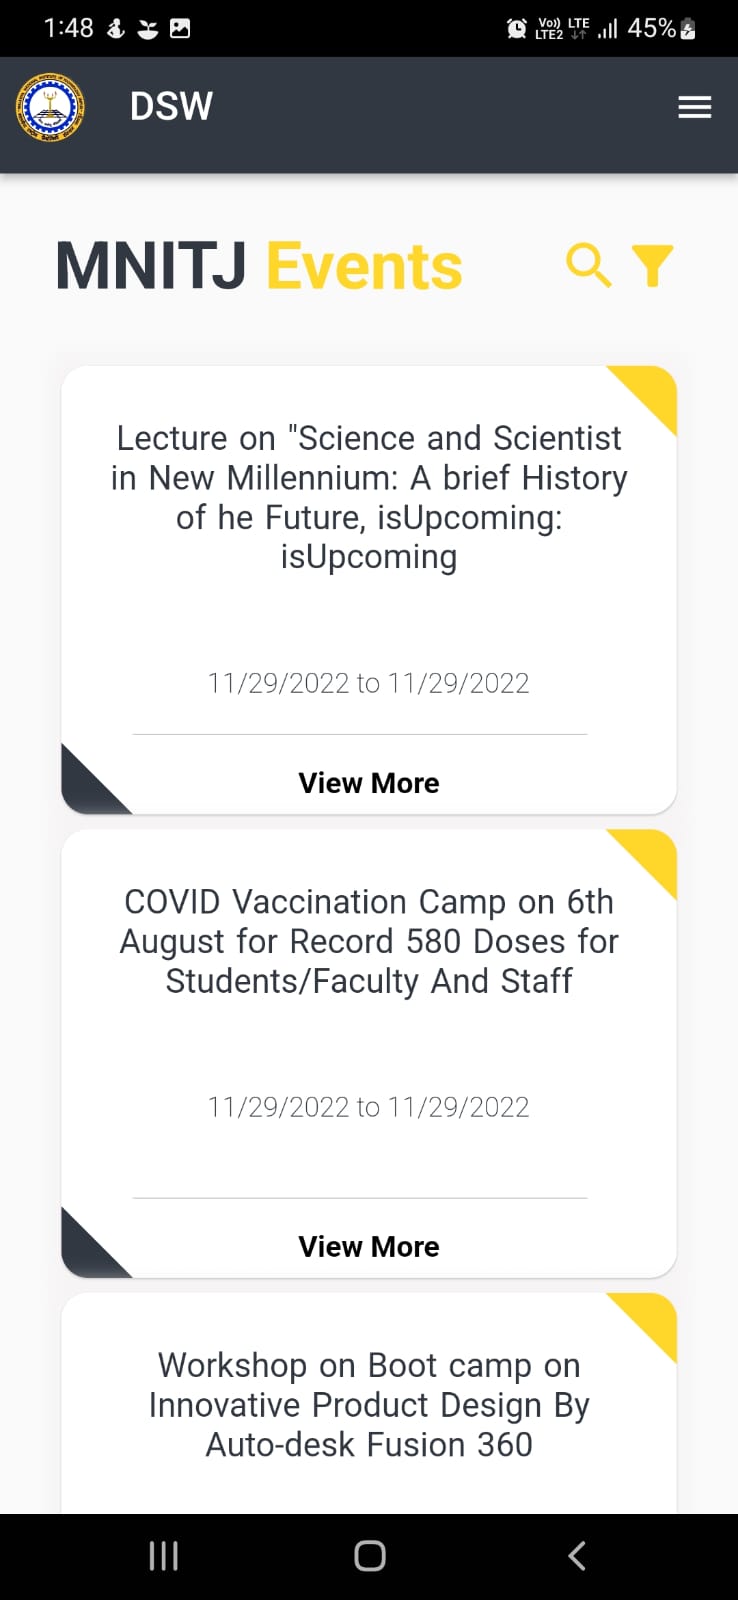 1:48
Vo)) LTE
LTE2
45%
DSW
MNITJ Events
Lecture on "Science and Scientist
in New Millennium: A brief History
of he Future, isUpcoming:
isUpcoming
11/29/2022 to 11/29/2022
View More
COVID Vaccination Camp on 6th
August for Record 580 Doses for
Students/Faculty And Staff
11/29/2022 to 11/29/2022
View More
Workshop on Boot camp on
Innovative Product Design By
Auto-desk Fusion 360